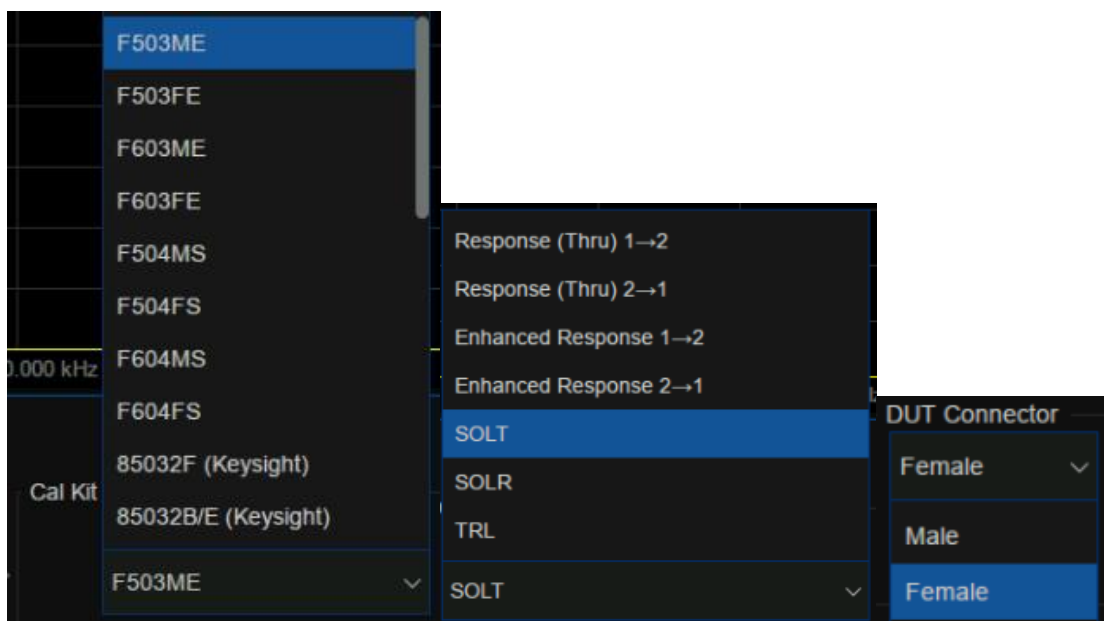 F503ME
F503FE
F603ME
F603FE
F504MS
F504FS
F604MS
F604FS
85032F (Keysight)
85032B/E (Keysight)
Cal Kit
F503ME
.000 kHz
Response (Thru) 1→2
Response (Thru) 2→1
Enhanced Response 1→2
Enhanced Response 2→1
SOLT
SOLR
TRL
SOLT
DUT Connector
Female
Male
Female